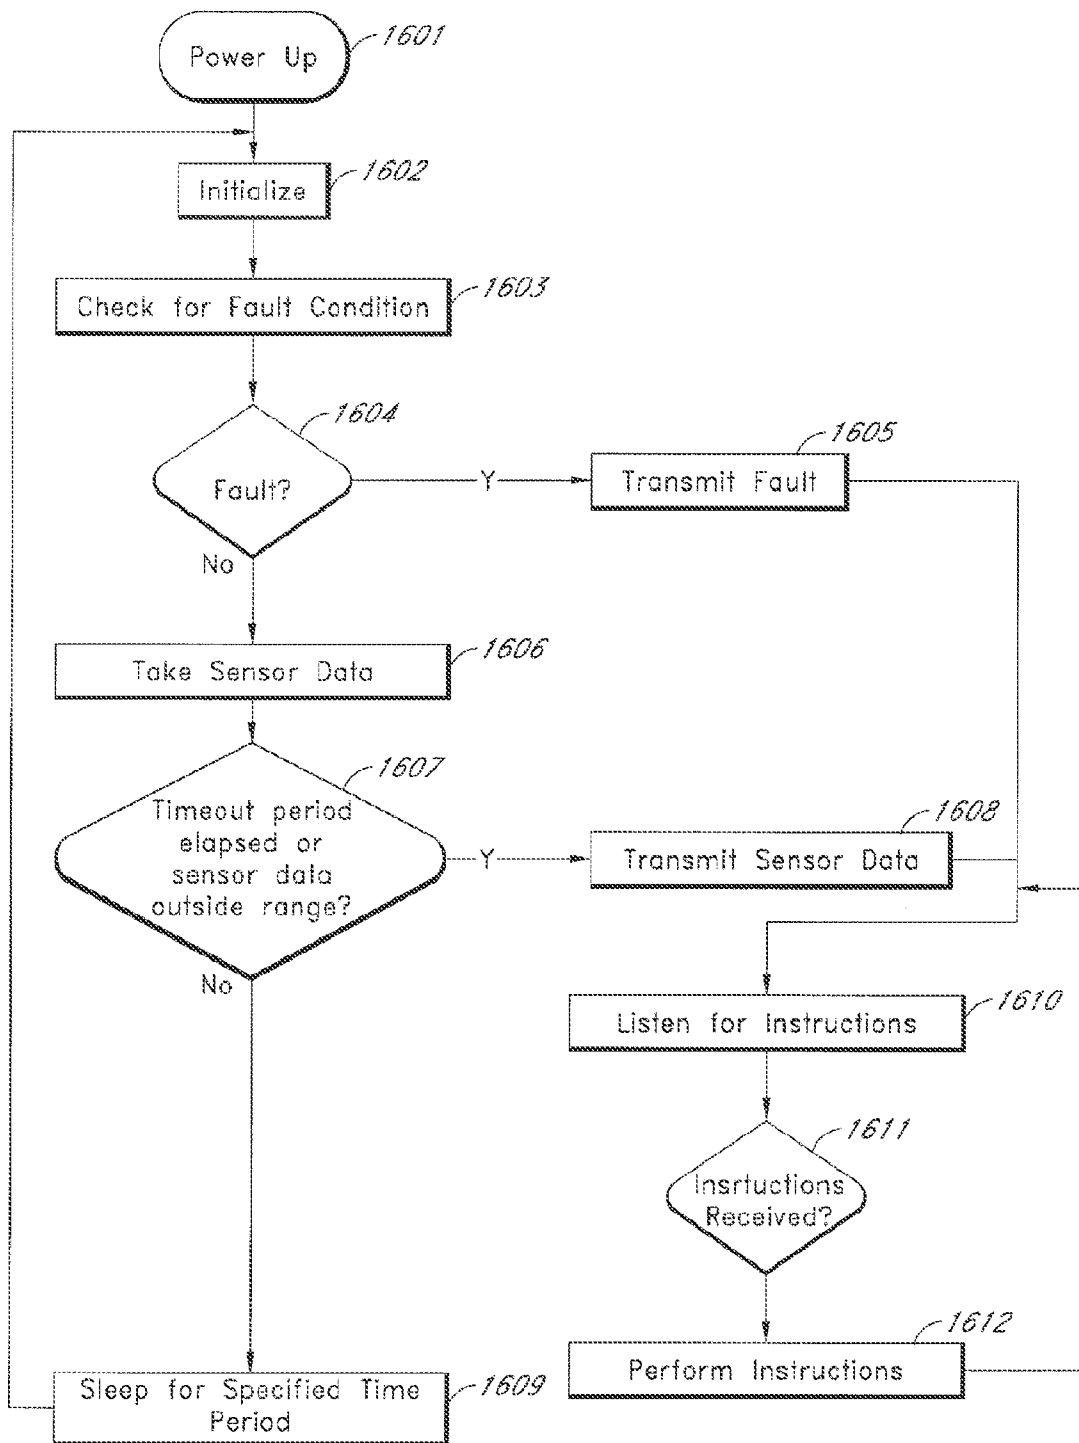 Power Up
1601
Initialize
1602
Check for Fault Condition
1603
Fault?
1604
Y
Transmit Fault
1605
No
Take Sensor Data
1606
Timeout period
elapsed or
sensor data
outside range?
1607
Y
Transmit Sensor Data
1608
No
Listen for Instructions
1610
Insrtuctions
Received?
1611
Perform Instructions
1612
Sleep for Specified Time
Period
1609